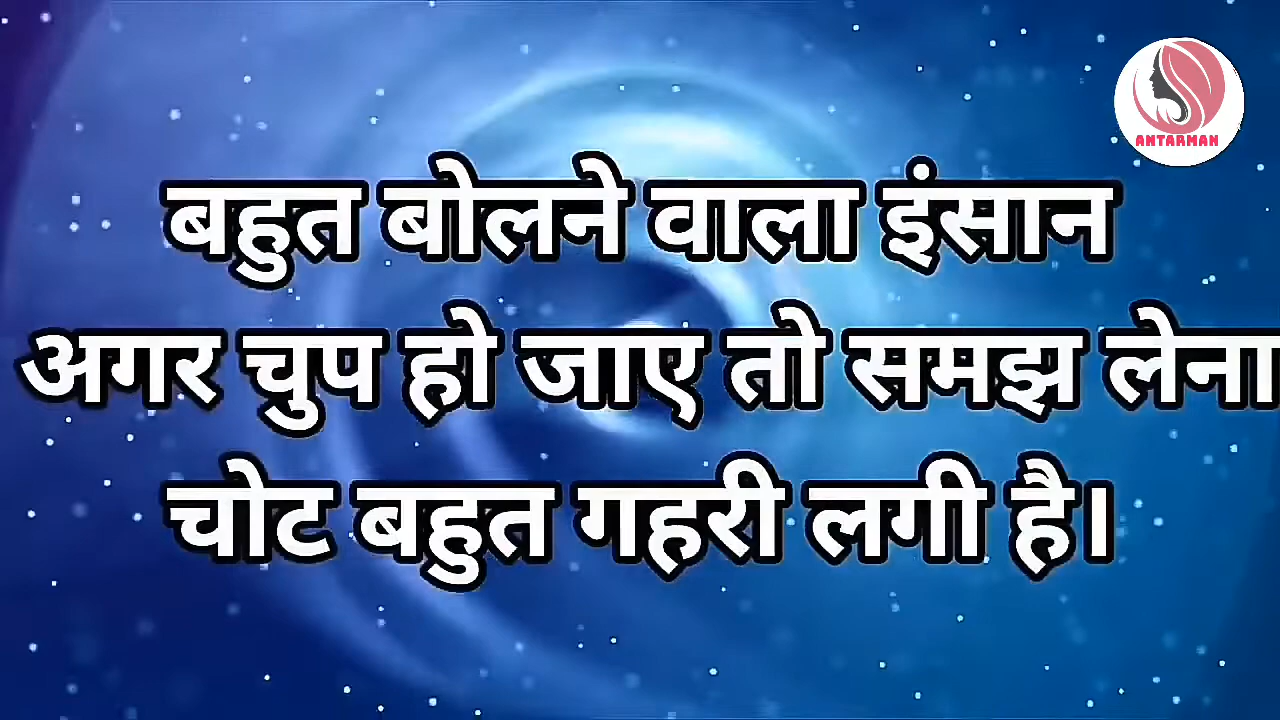 ANTARMAN
बहुत बोलने वाला इंसान
अगर चुप हो जाए तो समझ लेना
चोट बहुत गहरी लगी है।